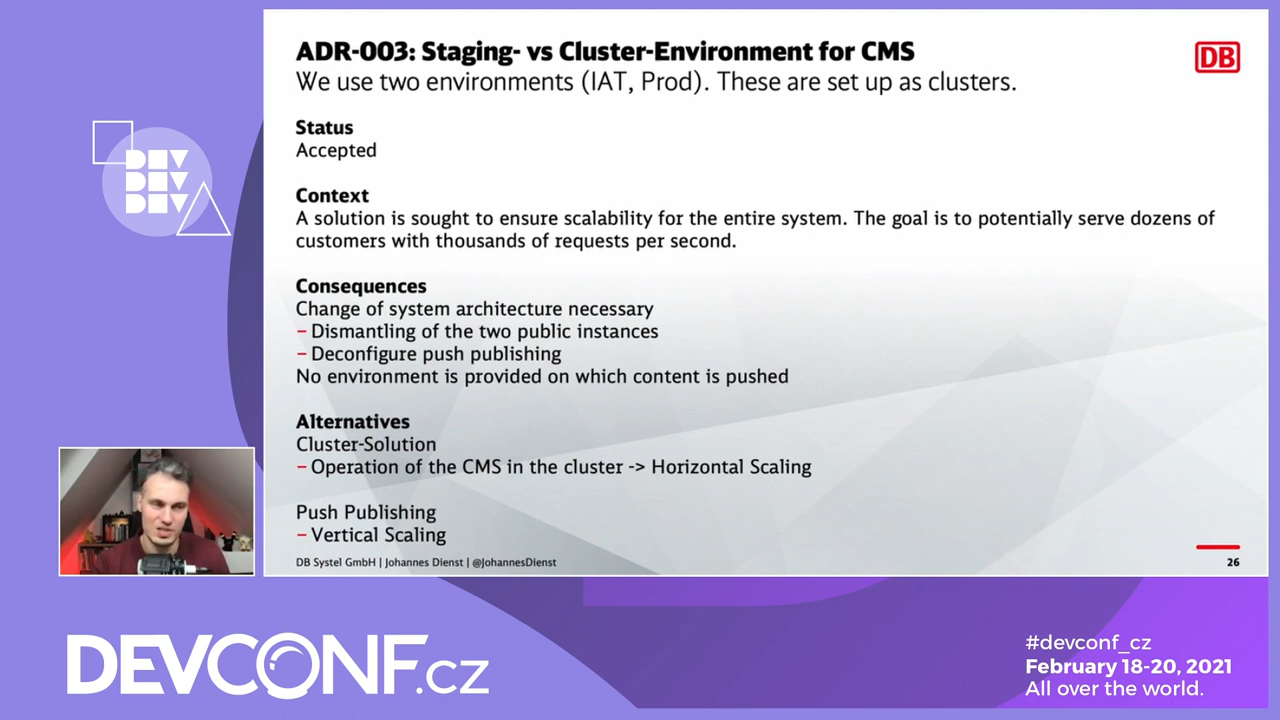 ADR-003: Staging- vs Cluster-Environment for CMS
We use two environments (IAT, Prod). These are set up as clusters.
DB
Status
Accepted
Context
A solution is sought to ensure scalability for the entire system. The goal is to potentially serve dozens of
customers with thousands of requests per second.
Consequences
Change of system architecture necessary
– Dismantling of the two public instances
– Deconfigure push publishing
No environment is provided on which content is pushed
Alternatives
Cluster-Solution
– Operation of the CMS in the cluster -> Horizontal Scaling
Push Publishing
– Vertical Scaling
DB Systel GmbH | Johannes Dienst | @JohannesDienst
26
DEV
DEV
DEV
DEVCONF.cz
#devconf_cz
February 18-20, 2021
All over the world.